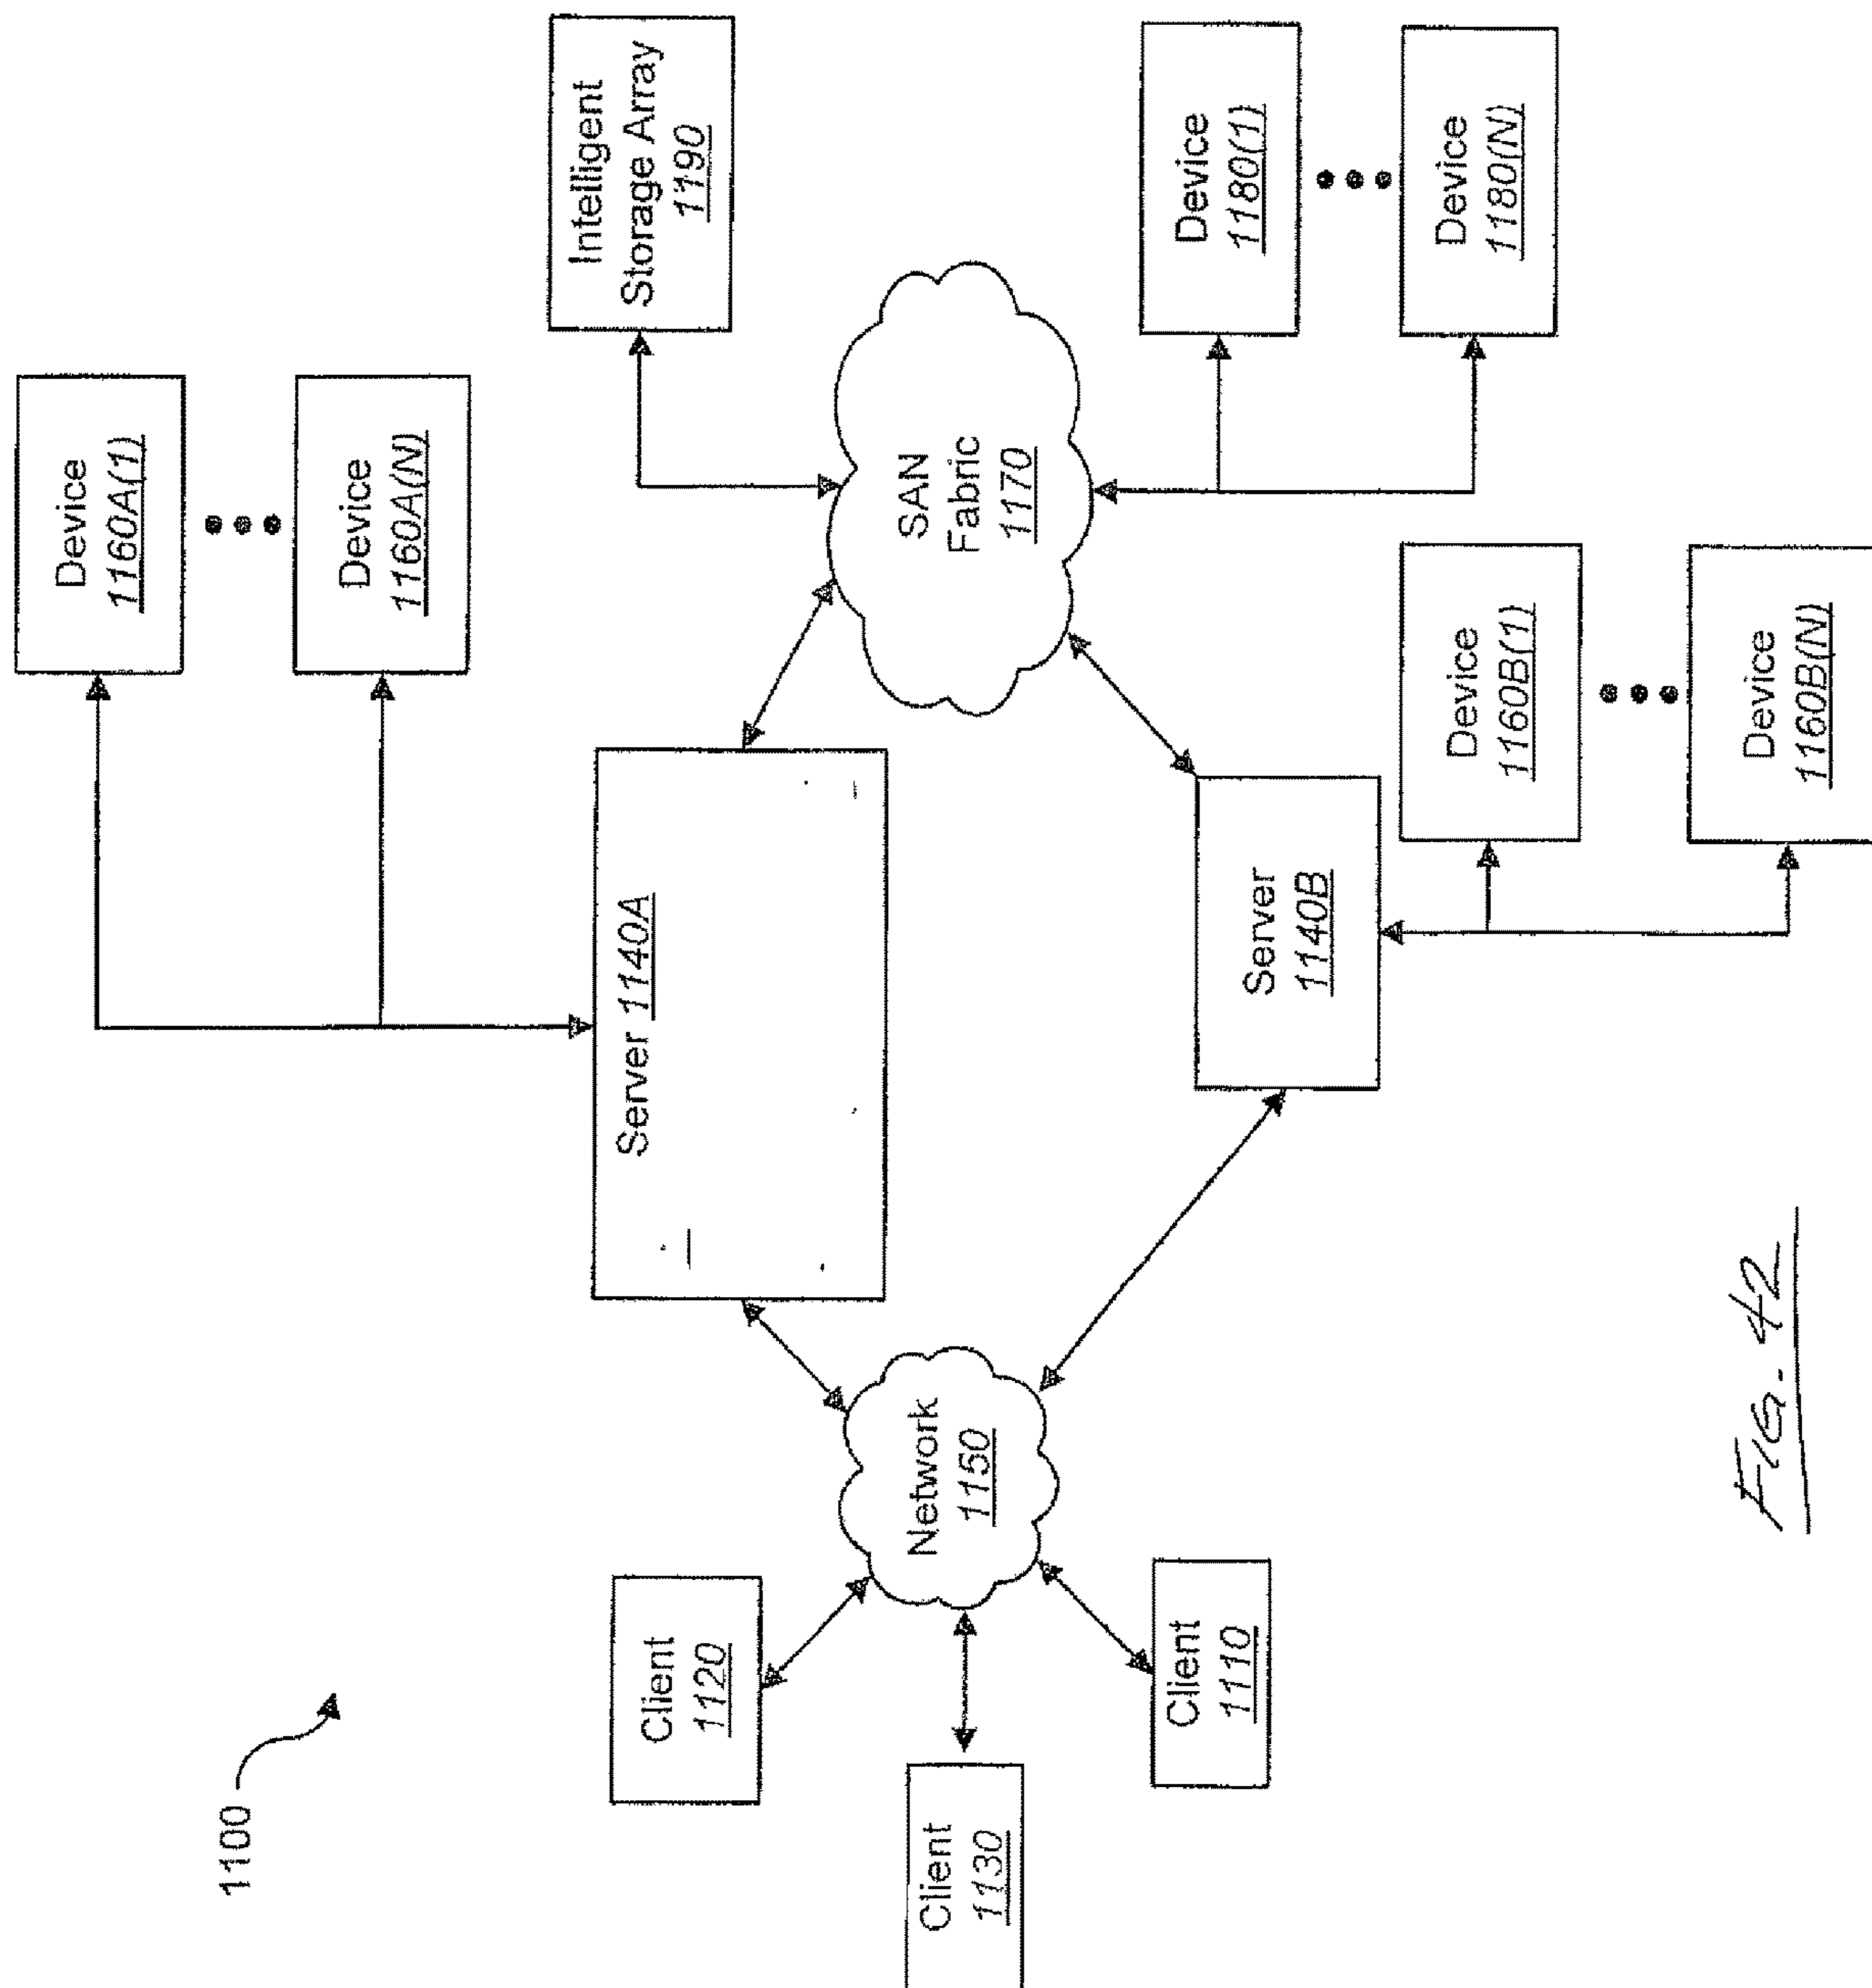 1100
Client
1130
Client
1120
Client
1110
Network
1150
Server 1140A
Server
1140B
Device
1160A(1)
Device
1160A(N)
Device
1160B(1)
Device
1160B(N)
SAN
Fabric
1170
Intelligent
Storage Array
1190
Device
1180(1)
Device
1180(N)
FIG. 42